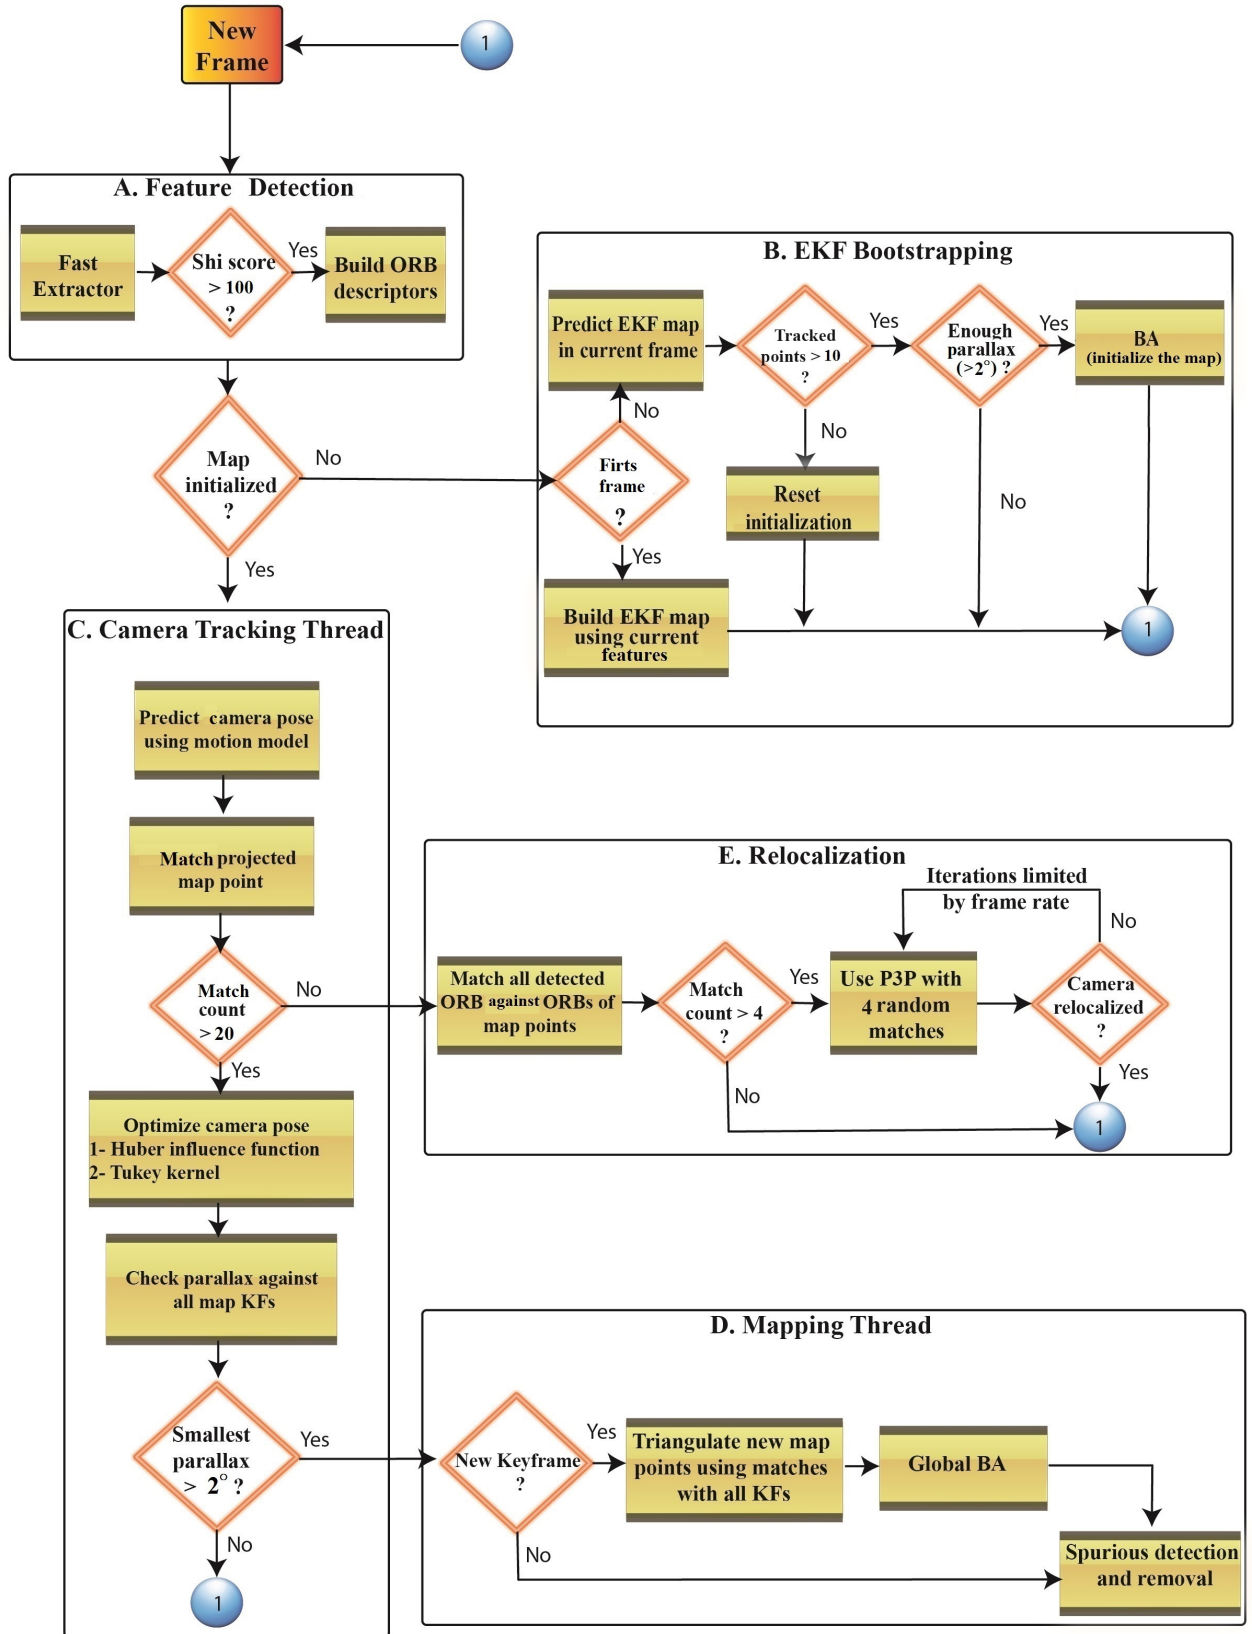 New
Frame
1
A. Feature Detection
Fast
Extractor
Shi score
> 100
?
Yes
Build ORB
descriptors
Map
initialized
?
No
Yes
B. EKF Bootstrapping
Predict EKF map
in current frame
Tracked
points > 10
?
Yes
Enough
parallax
(>2°) ?
Yes
BA
(initialize the map)
No
Firts
frame
?
No
Reset
initialization
No
Yes
Build EKF map
using current
features
1
C. Camera Tracking Thread
Predict camera pose
using motion model
Match projected
map point
Match
count
> 20
No
Yes
Optimize camera pose
1- Huber influence function
2- Tukey kernel
Check parallax against
all map KFs
Smallest
parallax
> 2° ?
Yes
No
1
E. Relocalization
Iterations limited
by frame rate
No
Match all detected
ORB against ORBs of
map points
Match
count > 4
?
Yes
Use P3P with
4 random
matches
Camera
relocalized
?
No
Yes
1
D. Mapping Thread
New Keyframe
?
Yes
Triangulate new map
points using matches
with all KFs
Global BA
No
Spurious detection
and removal